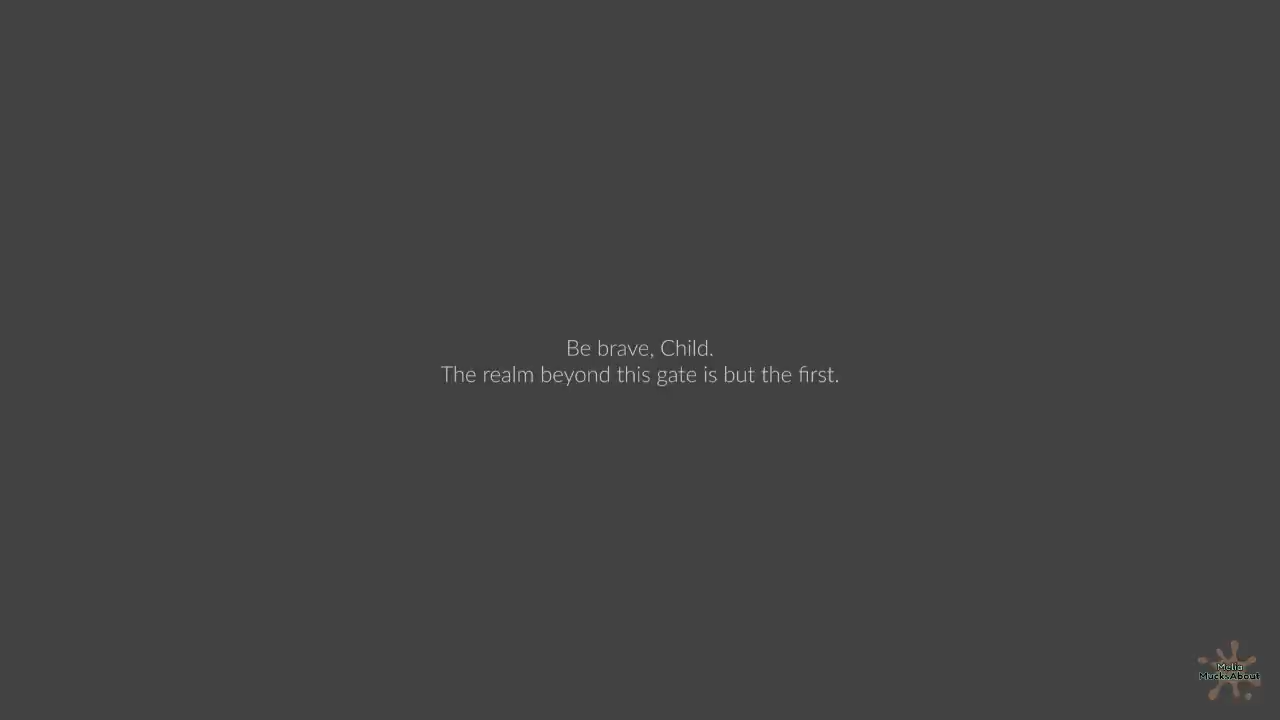 Be brave, Child.
The realm beyond this gate is but the first.
Melia
MucksAbout